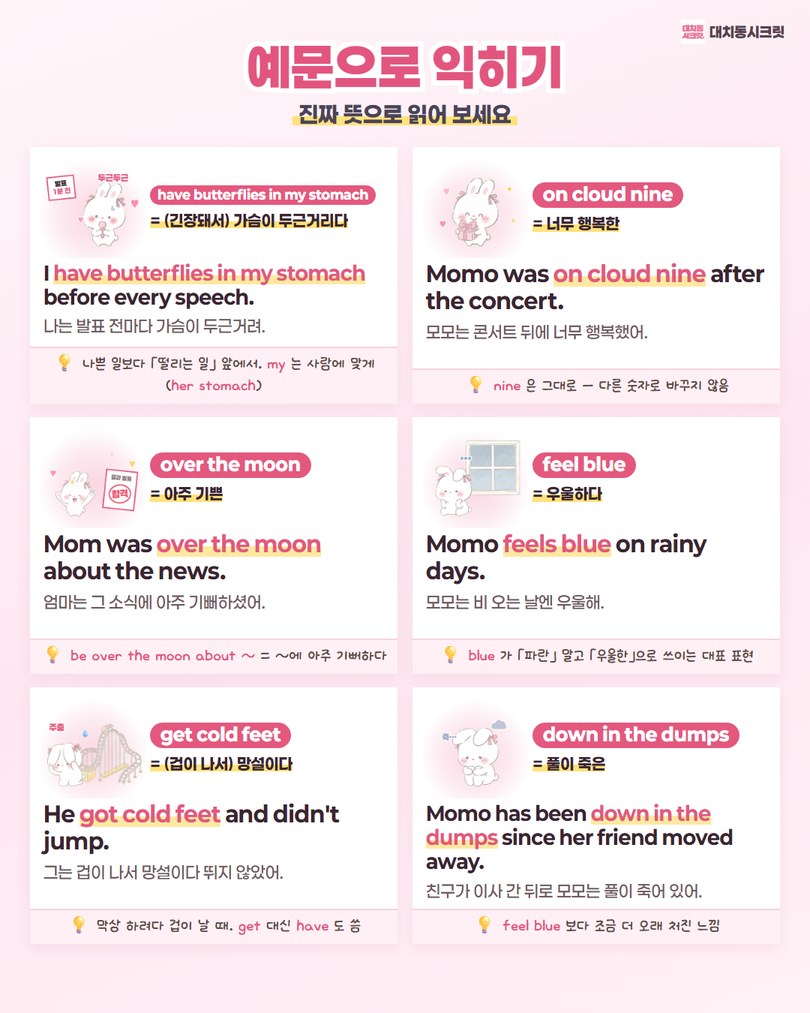 대치동시크릿 대치동시크릿
예문으로 익히기
진짜 뜻으로 읽어 보세요
발표 1분 전
두근두근
have butterflies in my stomach
= (긴장돼서) 가슴이 두근거리다
I have butterflies in my stomach
before every speech.
나는 발표 전마다 가슴이 두근거려.
나쁜 일보다 「떨리는 일」 앞에서. my 는 사람에 맞게
(her stomach)
on cloud nine
= 너무 행복한
Momo was on cloud nine after
the concert.
모모는 콘서트 뒤에 너무 행복했어.
nine 은 그대로 — 다른 숫자로 바꾸지 않음
합격
over the moon
= 아주 기쁜
Mom was over the moon
about the news.
엄마는 그 소식에 아주 기뻐하셨어.
be over the moon about ~ = ~에 아주 기뻐하다
feel blue
= 우울하다
Momo feels blue on rainy
days.
모모는 비 오는 날엔 우울해.
blue 가 「파란」 말고 「우울한」으로 쓰이는 대표 표현
주춤
get cold feet
= (겁이 나서) 망설이다
He got cold feet and didn't
jump.
그는 겁이 나서 망설이다 뛰지 않았어.
막상 하려다 겁이 날 때. get 대신 have 도 씀
down in the dumps
= 풀이 죽은
Momo has been down in the
dumps since her friend moved
away.
친구가 이사 간 뒤로 모모는 풀이 죽어 있어.
feel blue 보다 조금 더 오래 처진 느낌